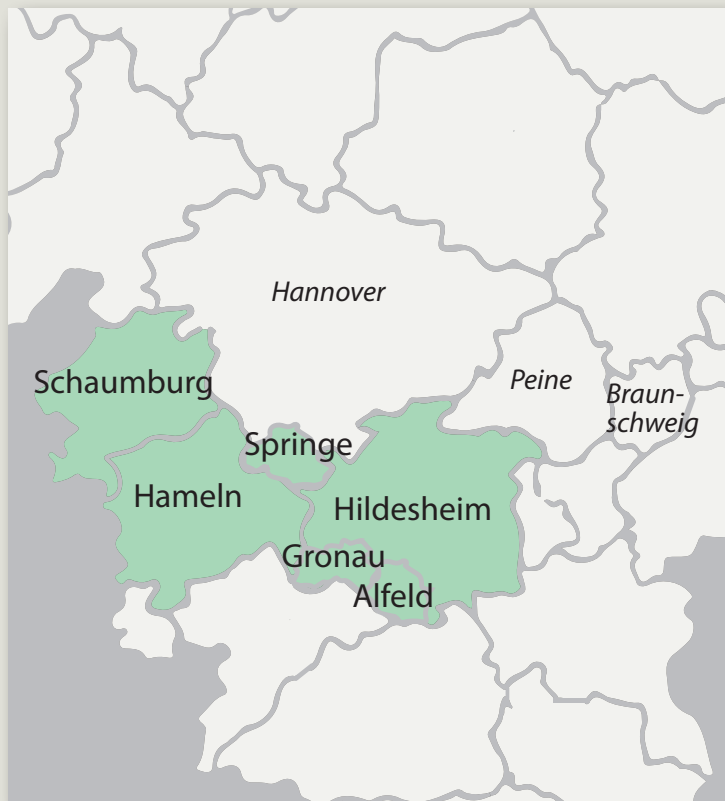 Hannover
Schaumburg
Peine
Braun-
schweig
Springe
Hameln
Hildesheim
Gronau
Alfeld